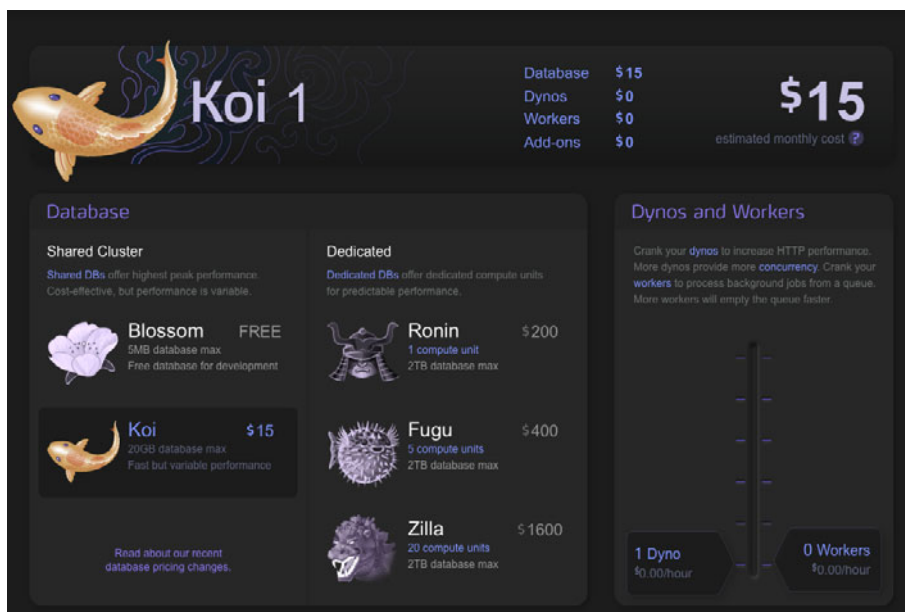 Koi 1
Database $15
Dynos $0
Workers $0
Add-ons $0
$15
estimated monthly cost ?
Database
Shared Cluster
Shared DBs offer highest peak performance.
Cost-effective, but performance is variable.
Blossom FREE
5MB database max
Free database for development
Koi $15
20GB database max
Fast but variable performance
Read about our recent
database pricing changes.
Dedicated
Dedicated DBs offer dedicated compute units
for predictable performance.
Ronin $200
1 compute unit
2TB database max
Fugu $400
5 compute units
2TB database max
Zilla $1600
20 compute units
2TB database max
Dynos and Workers
Crank your dynos to increase HTTP performance.
More dynos provide more concurrency. Crank your
workers to process background jobs from a queue.
More workers will empty the queue faster.
1 Dyno
$0.00/hour
0 Workers
$0.00/hour